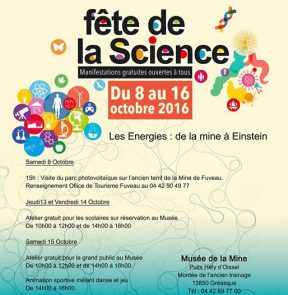 fête de
la Science
Manifestations gratuites ouvertes à tous
Du 8 au 16
octobre 2016
Les Energies : de la mine à Einstein
Samedi 8 Octobre
15h : Visite du parc photovoltaïque sur l'ancien terril de la Mine de Fuveau.
Renseignement Office de Tourisme Fuveau au 04 42 50 49 77
Jeudi13 et Vendredi 14 Octobre
Atelier gratuit pour les scolaires sur réservation au Musée
De 10h00 à 12h00 et de 14h00 à 16h00
Samedi 15 Octobre
Atelier gratuit pour le grand public au Musée
De 10h00 à 12h00 et de 14h00 à 16h00
Animation sportive mêlant danse et jeu
De 14h00 à 16h00
Musée de la Mine
Puits Hély d'Oissel
Montée de l'ancien trainage
13850 Gréasque
Tél : 04 42 69 77 00